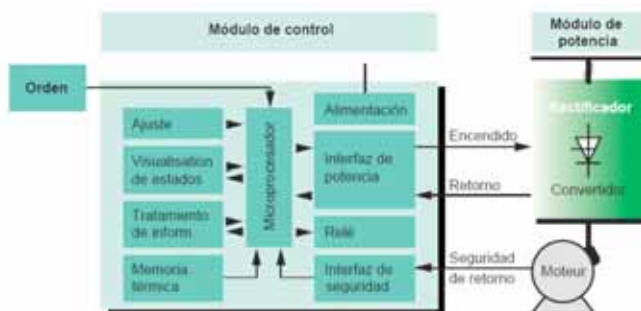 Módulo de control
Módulo de
potencia
Orden
Ajuste
Visualisation
de estados
Tratamiento
de inform.
Memoria
térmica
Microprocesador
Alimentación
Interfaz de
potencia
Relé
Interfaz de
seguridad
Encendido
Retorno
Seguridad
de retorno
Rectificador
Convertidor
Moteur